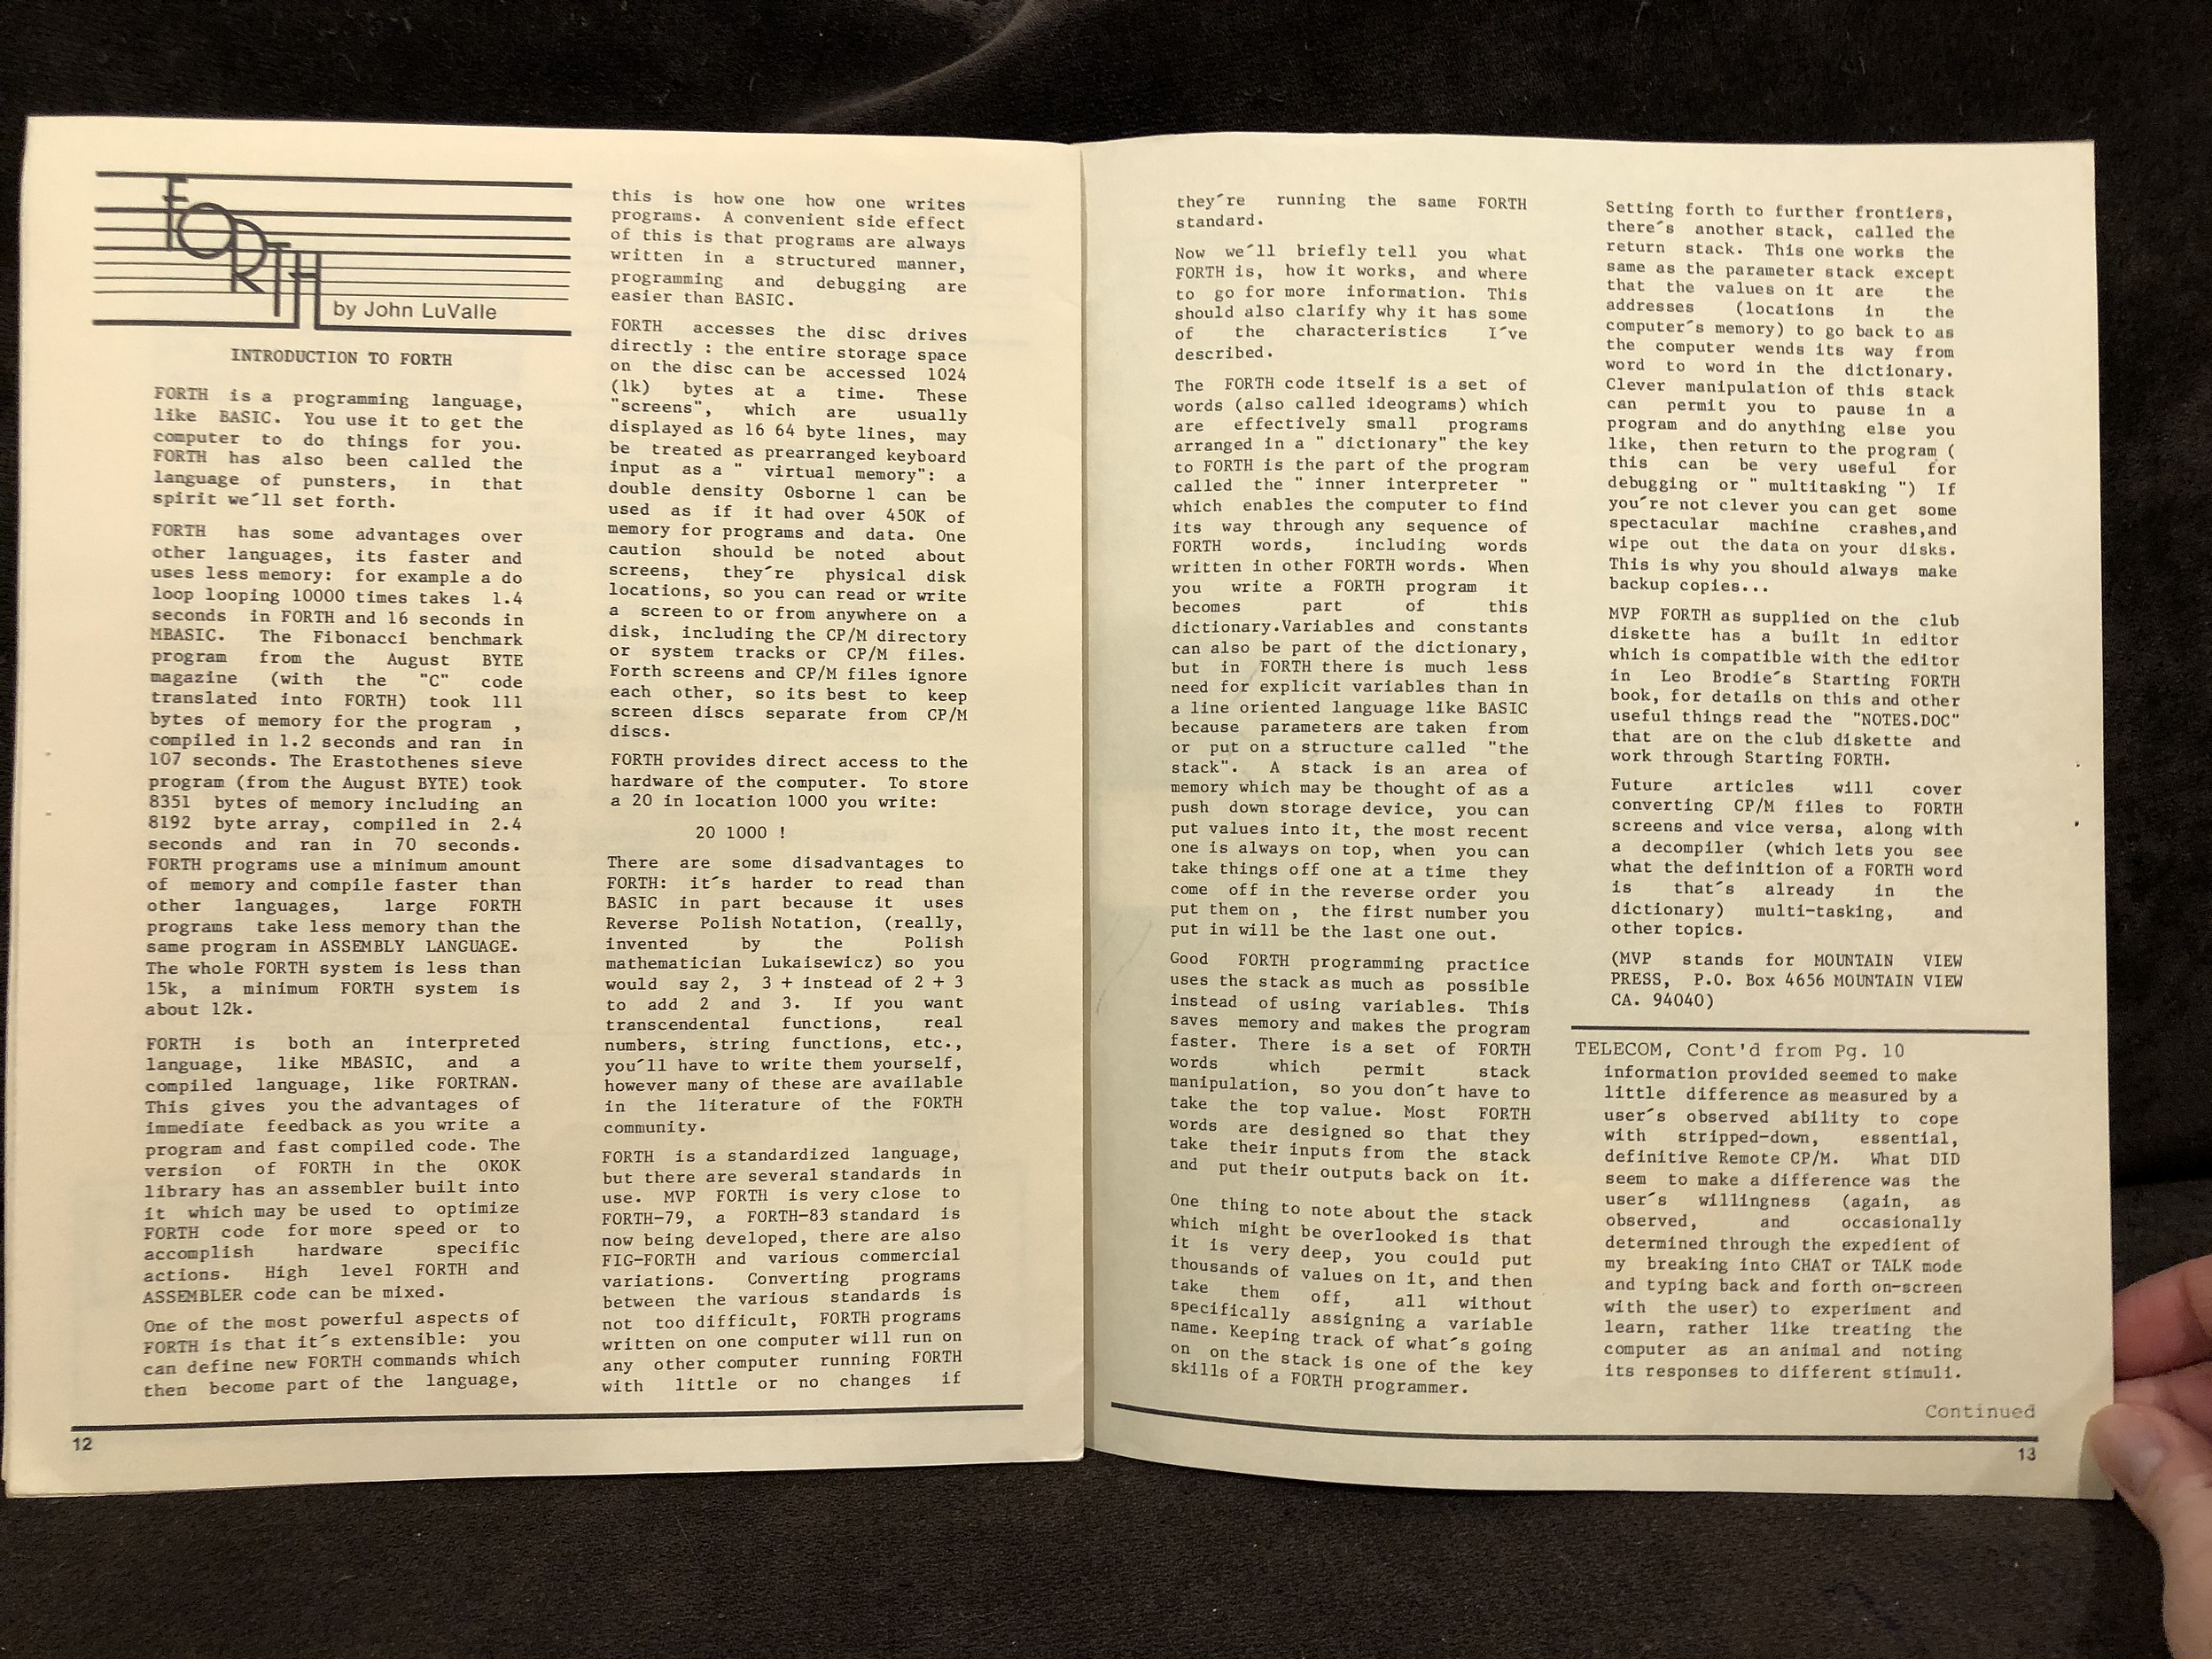 FORTH
by John LuValle
INTRODUCTION TO FORTH
FORTH is a programming language,
like BASIC. You use it to get the
computer to do things for you.
FORTH has also been called the
language of punsters, in that
spirit we´ll set forth.
FORTH has some advantages over
other languages, its faster and
uses less memory: for example a do
loop looping 10000 times takes 1.4
seconds in FORTH and 16 seconds in
MBASIC. The Fibonacci benchmark
program from the August BYTE
magazine (with the "C" code
translated into FORTH) took 111
bytes of memory for the program ,
compiled in 1.2 seconds and ran in
107 seconds. The Erastothenes sieve
program (from the August BYTE) took
8351 bytes of memory including an
8192 byte array, compiled in 2.4
seconds and ran in 70 seconds.
FORTH programs use a minimum amount
of memory and compile faster than
other languages, large FORTH
programs take less memory than the
same program in ASSEMBLY LANGUAGE.
The whole FORTH system is less than
15k, a minimum FORTH system is
about 12k.
FORTH is both an interpreted
language, like MBASIC, and a
compiled language, like FORTRAN.
This gives you the advantages of
immediate feedback as you write a
program and fast compiled code. The
version of FORTH in the OKOK
library has an assembler built into
it which may be used to optimize
FORTH code for more speed or to
accomplish hardware specific
actions. High level FORTH and
ASSEMBLER code can be mixed.
One of the most powerful aspects of
FORTH is that it´s extensible: you
can define new FORTH commands which
then become part of the language,
12
this is how one how one writes
programs. A convenient side effect
of this is that programs are always
written in a structured manner,
programming and debugging are
easier than BASIC.
FORTH accesses the disc drives
directly : the entire storage space
on the disc can be accessed 1024
(1k) bytes at a time. These
"screens", which are usually
displayed as 16 64 byte lines, may
be treated as prearranged keyboard
input as a " virtual memory": a
double density Osborne 1 can be
used as if it had over 450K of
memory for programs and data. One
caution should be noted about
screens, they´re physical disk
locations, so you can read or write
a screen to or from anywhere on a
disk, including the CP/M directory
or system tracks or CP/M files.
Forth screens and CP/M files ignore
each other, so its best to keep
screen discs separate from CP/M
discs.
FORTH provides direct access to the
hardware of the computer. To store
a 20 in location 1000 you write:
20 1000 !
There are some disadvantages to
FORTH: it´s harder to read than
BASIC in part because it uses
Reverse Polish Notation, (really,
invented by the Polish
mathematician Lukaisewicz) so you
would say 2, 3 + instead of 2 + 3
to add 2 and 3. If you want
transcendental functions, real
numbers, string functions, etc.,
you´ll have to write them yourself,
however many of these are available
in the literature of the FORTH
community.
FORTH is a standardized language,
but there are several standards in
use. MVP FORTH is very close to
FORTH-79, a FORTH-83 standard is
now being developed, there are also
FIG-FORTH and various commercial
variations. Converting programs
between the various standards is
not too difficult, FORTH programs
written on one computer will run on
any other computer running FORTH
with little or no changes if
they´re running the same FORTH
standard.
Now we´ll briefly tell you what
FORTH is, how it works, and where
to go for more information. This
should also clarify why it has some
of the characteristics I´ve
described.
The FORTH code itself is a set of
words (also called ideograms) which
are effectively small programs
arranged in a " dictionary" the key
to FORTH is the part of the program
called the " inner interpreter "
which enables the computer to find
its way through any sequence of
FORTH words, including words
written in other FORTH words. When
you write a FORTH program it
becomes part of this
dictionary.Variables and constants
can also be part of the dictionary,
but in FORTH there is much less
need for explicit variables than in
a line oriented language like BASIC
because parameters are taken from
or put on a structure called "the
stack". A stack is an area of
memory which may be thought of as a
push down storage device, you can
put values into it, the most recent
one is always on top, when you can
take things off one at a time they
come off in the reverse order you
put them on , the first number you
put in will be the last one out.
Good FORTH programming practice
uses the stack as much as possible
instead of using variables. This
saves memory and makes the program
faster. There is a set of FORTH
words which permit stack
manipulation, so you don´t have to
take the top value. Most FORTH
words are designed so that they
take their inputs from the stack
and put their outputs back on it.
One thing to note about the stack
which might be overlooked is that
it is very deep, you could put
thousands of values on it, and then
take them off, all without
specifically assigning a variable
name. Keeping track of what´s going
on on the stack is one of the key
skills of a FORTH programmer.
Setting forth to further frontiers,
there´s another stack, called the
return stack. This one works the
same as the parameter stack except
that the values on it are the
addresses (locations in the
computer´s memory) to go back to as
the computer wends its way from
word to word in the dictionary.
Clever manipulation of this stack
can permit you to pause in a
program and do anything else you
like, then return to the program (
this can be very useful for
debugging or " multitasking ") If
you´re not clever you can get some
spectacular machine crashes,and
wipe out the data on your disks.
This is why you should always make
backup copies...
MVP FORTH as supplied on the club
diskette has a built in editor
which is compatible with the editor
in Leo Brodie´s Starting FORTH
book, for details on this and other
useful things read the "NOTES.DOC"
that are on the club diskette and
work through Starting FORTH.
Future articles will cover
converting CP/M files to FORTH
screens and vice versa, along with
a decompiler (which lets you see
what the definition of a FORTH word
is that´s already in the
dictionary) multi-tasking, and
other topics.
(MVP stands for MOUNTAIN VIEW
PRESS, P.O. Box 4656 MOUNTAIN VIEW
CA. 94040)
TELECOM, Cont'd from Pg. 10
information provided seemed to make
little difference as measured by a
user´s observed ability to cope
with stripped-down, essential,
definitive Remote CP/M. What DID
seem to make a difference was the
user´s willingness (again, as
observed, and occasionally
determined through the expedient of
my breaking into CHAT or TALK mode
and typing back and forth on-screen
with the user) to experiment and
learn, rather like treating the
computer as an animal and noting
its responses to different stimuli.
Continued
13